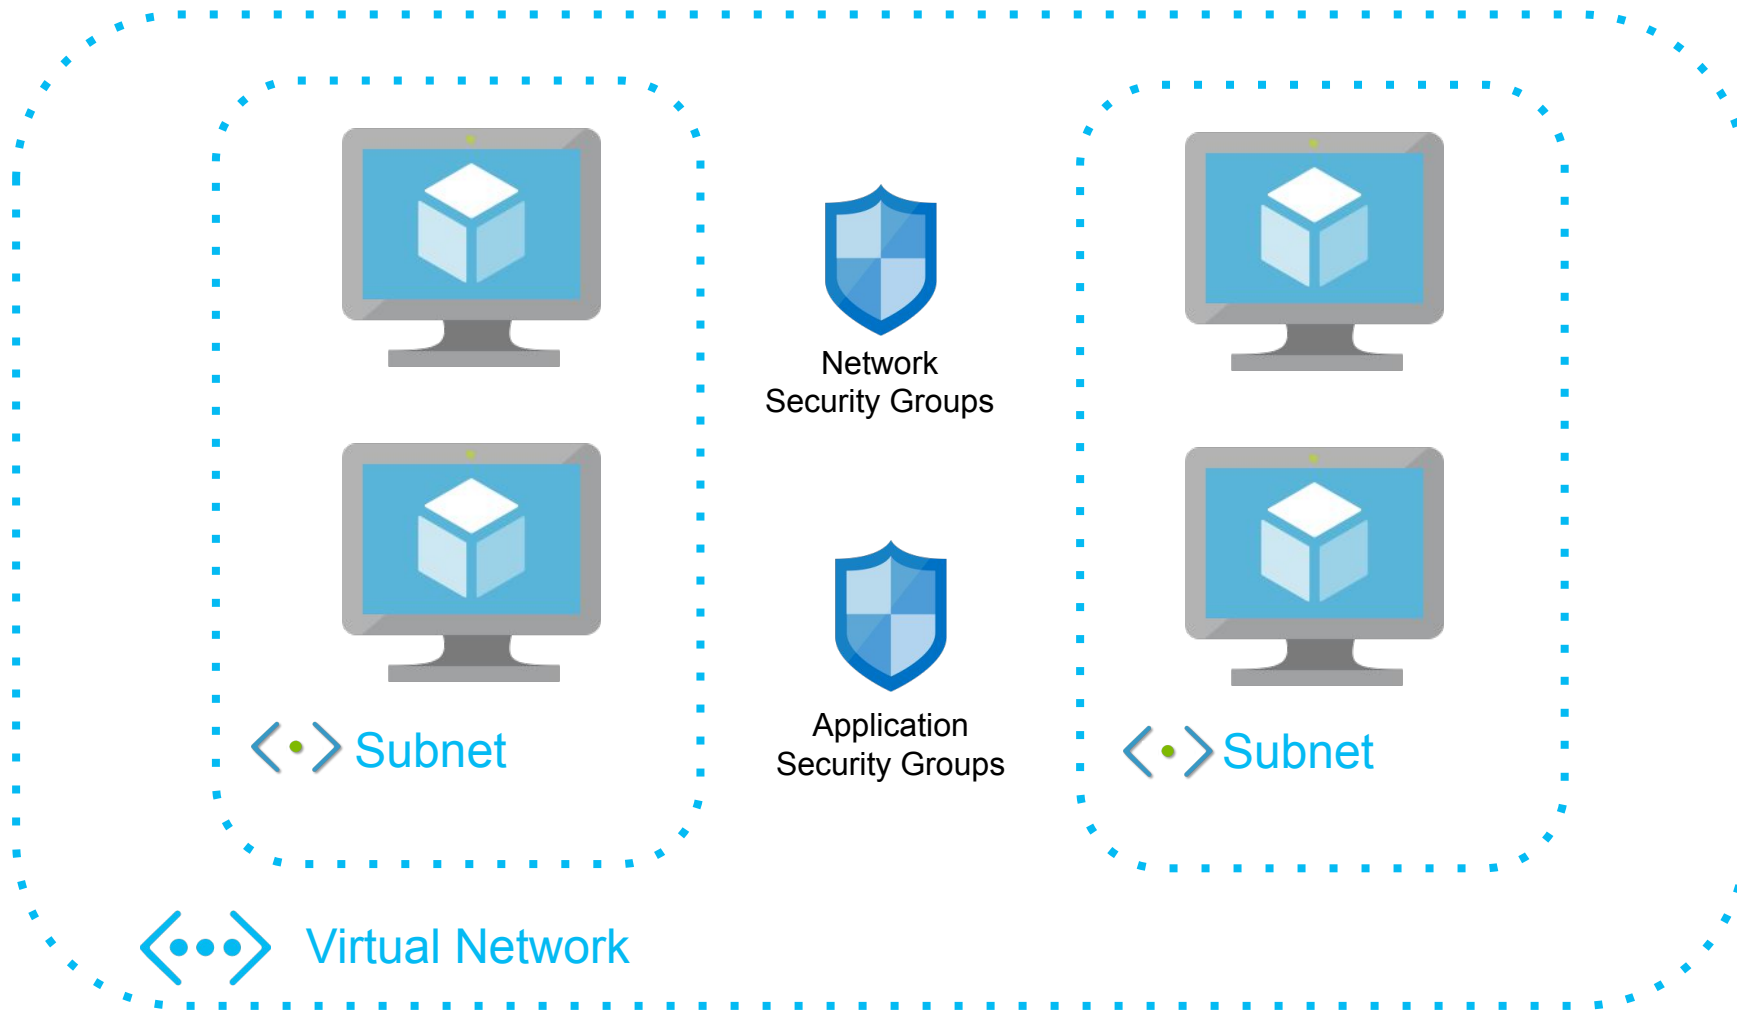 Network
Security Groups
Application
Security Groups
Subnet
Subnet
Virtual Network